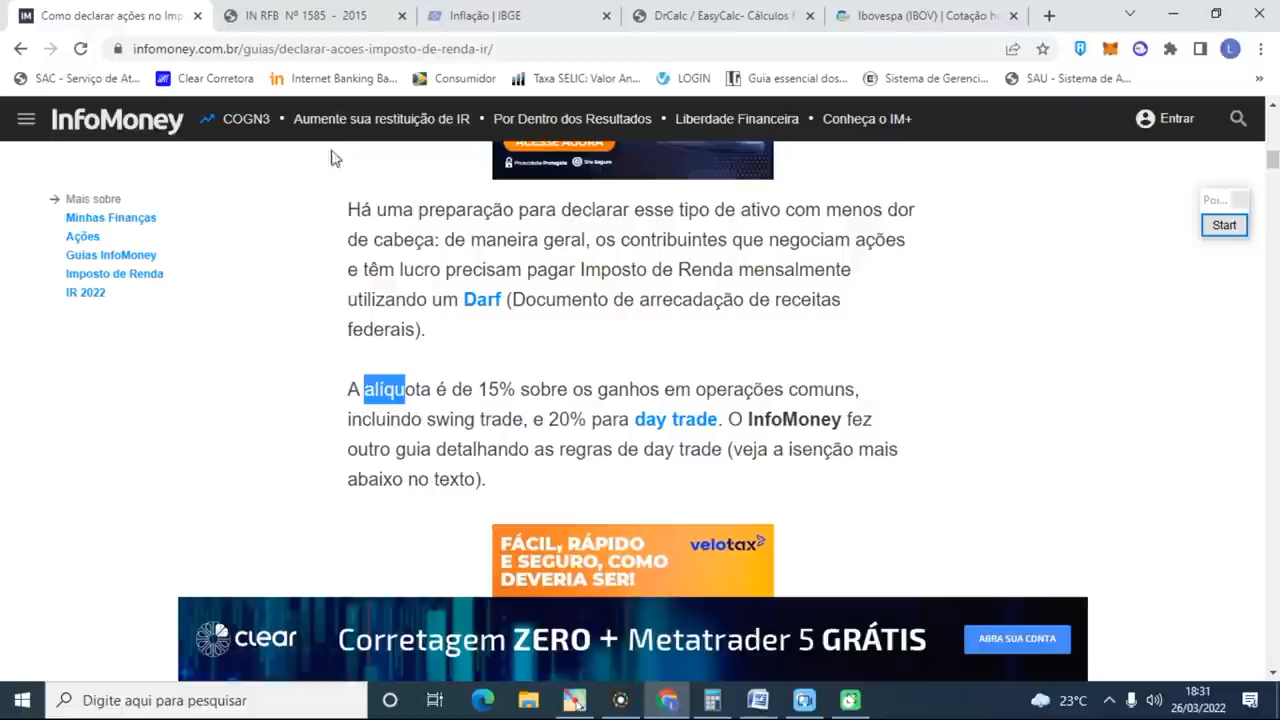 Como declarar ações no Imp
IN RFB Nº 1585 - 2015
Inflação | IBGE
DrCalc / EasyCalc- Cálculos F
Ibovespa (IBOV) | Cotação h
infomoney.com.br/guias/declarar-acoes-imposto-de-renda-ir/
L
SAC - Serviço de At...
Clear Corretora
Internet Banking Ba...
Consumidor
Taxa SELIC: Valor An...
LOGIN
Guia essencial dos...
Sistema de Gerenci...
SAU - Sistema de A...
InfoMoney
COGN3 • Aumente sua restituição de IR • Por Dentro dos Resultados • Liberdade Financeira • Conheça o IM+
Entrar
ACESSE AGORA
Privacidade Protegida
Site Seguro
Mais sobre
Minhas Finanças
Ações
Guias InfoMoney
Imposto de Renda
IR 2022
Por...
Start
Há uma preparação para declarar esse tipo de ativo com menos dor
de cabeça: de maneira geral, os contribuintes que negociam ações
e têm lucro precisam pagar Imposto de Renda mensalmente
utilizando um Darf (Documento de arrecadação de receitas
federais).
A alíquota é de 15% sobre os ganhos em operações comuns,
incluindo swing trade, e 20% para day trade. O InfoMoney fez
outro guia detalhando as regras de day trade (veja a isenção mais
abaixo no texto).
FÁCIL, RÁPIDO
E SEGURO, COMO
DEVERIA SER!
velotax
clear
Corretagem ZERO + Metatrader 5 GRÁTIS
ABRA SUA CONTA
Digite aqui para pesquisar
23°C
18:31
26/03/2022